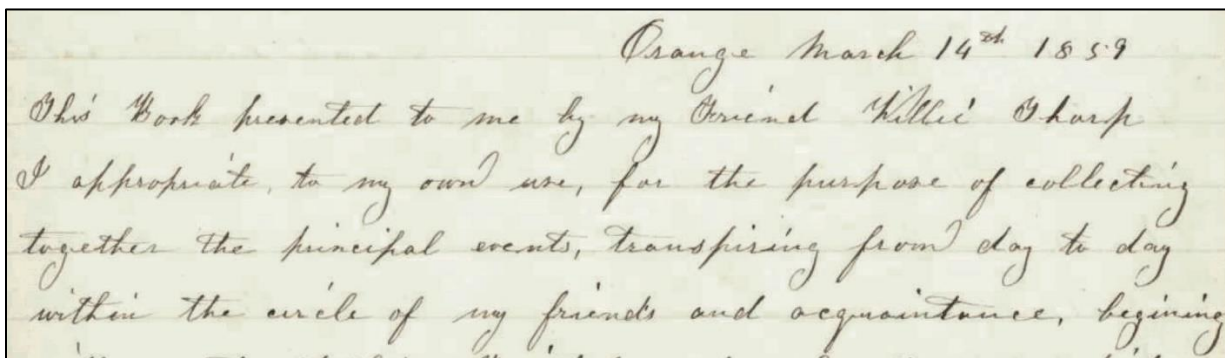 Orange March 14th 1859
This Book presented to me by my Friend Willie Tharp
I appropriate, to my own use, for the purpose of collecting
together the principal events, transpiring from day to day
within the circle of my friends and acquaintance, begining